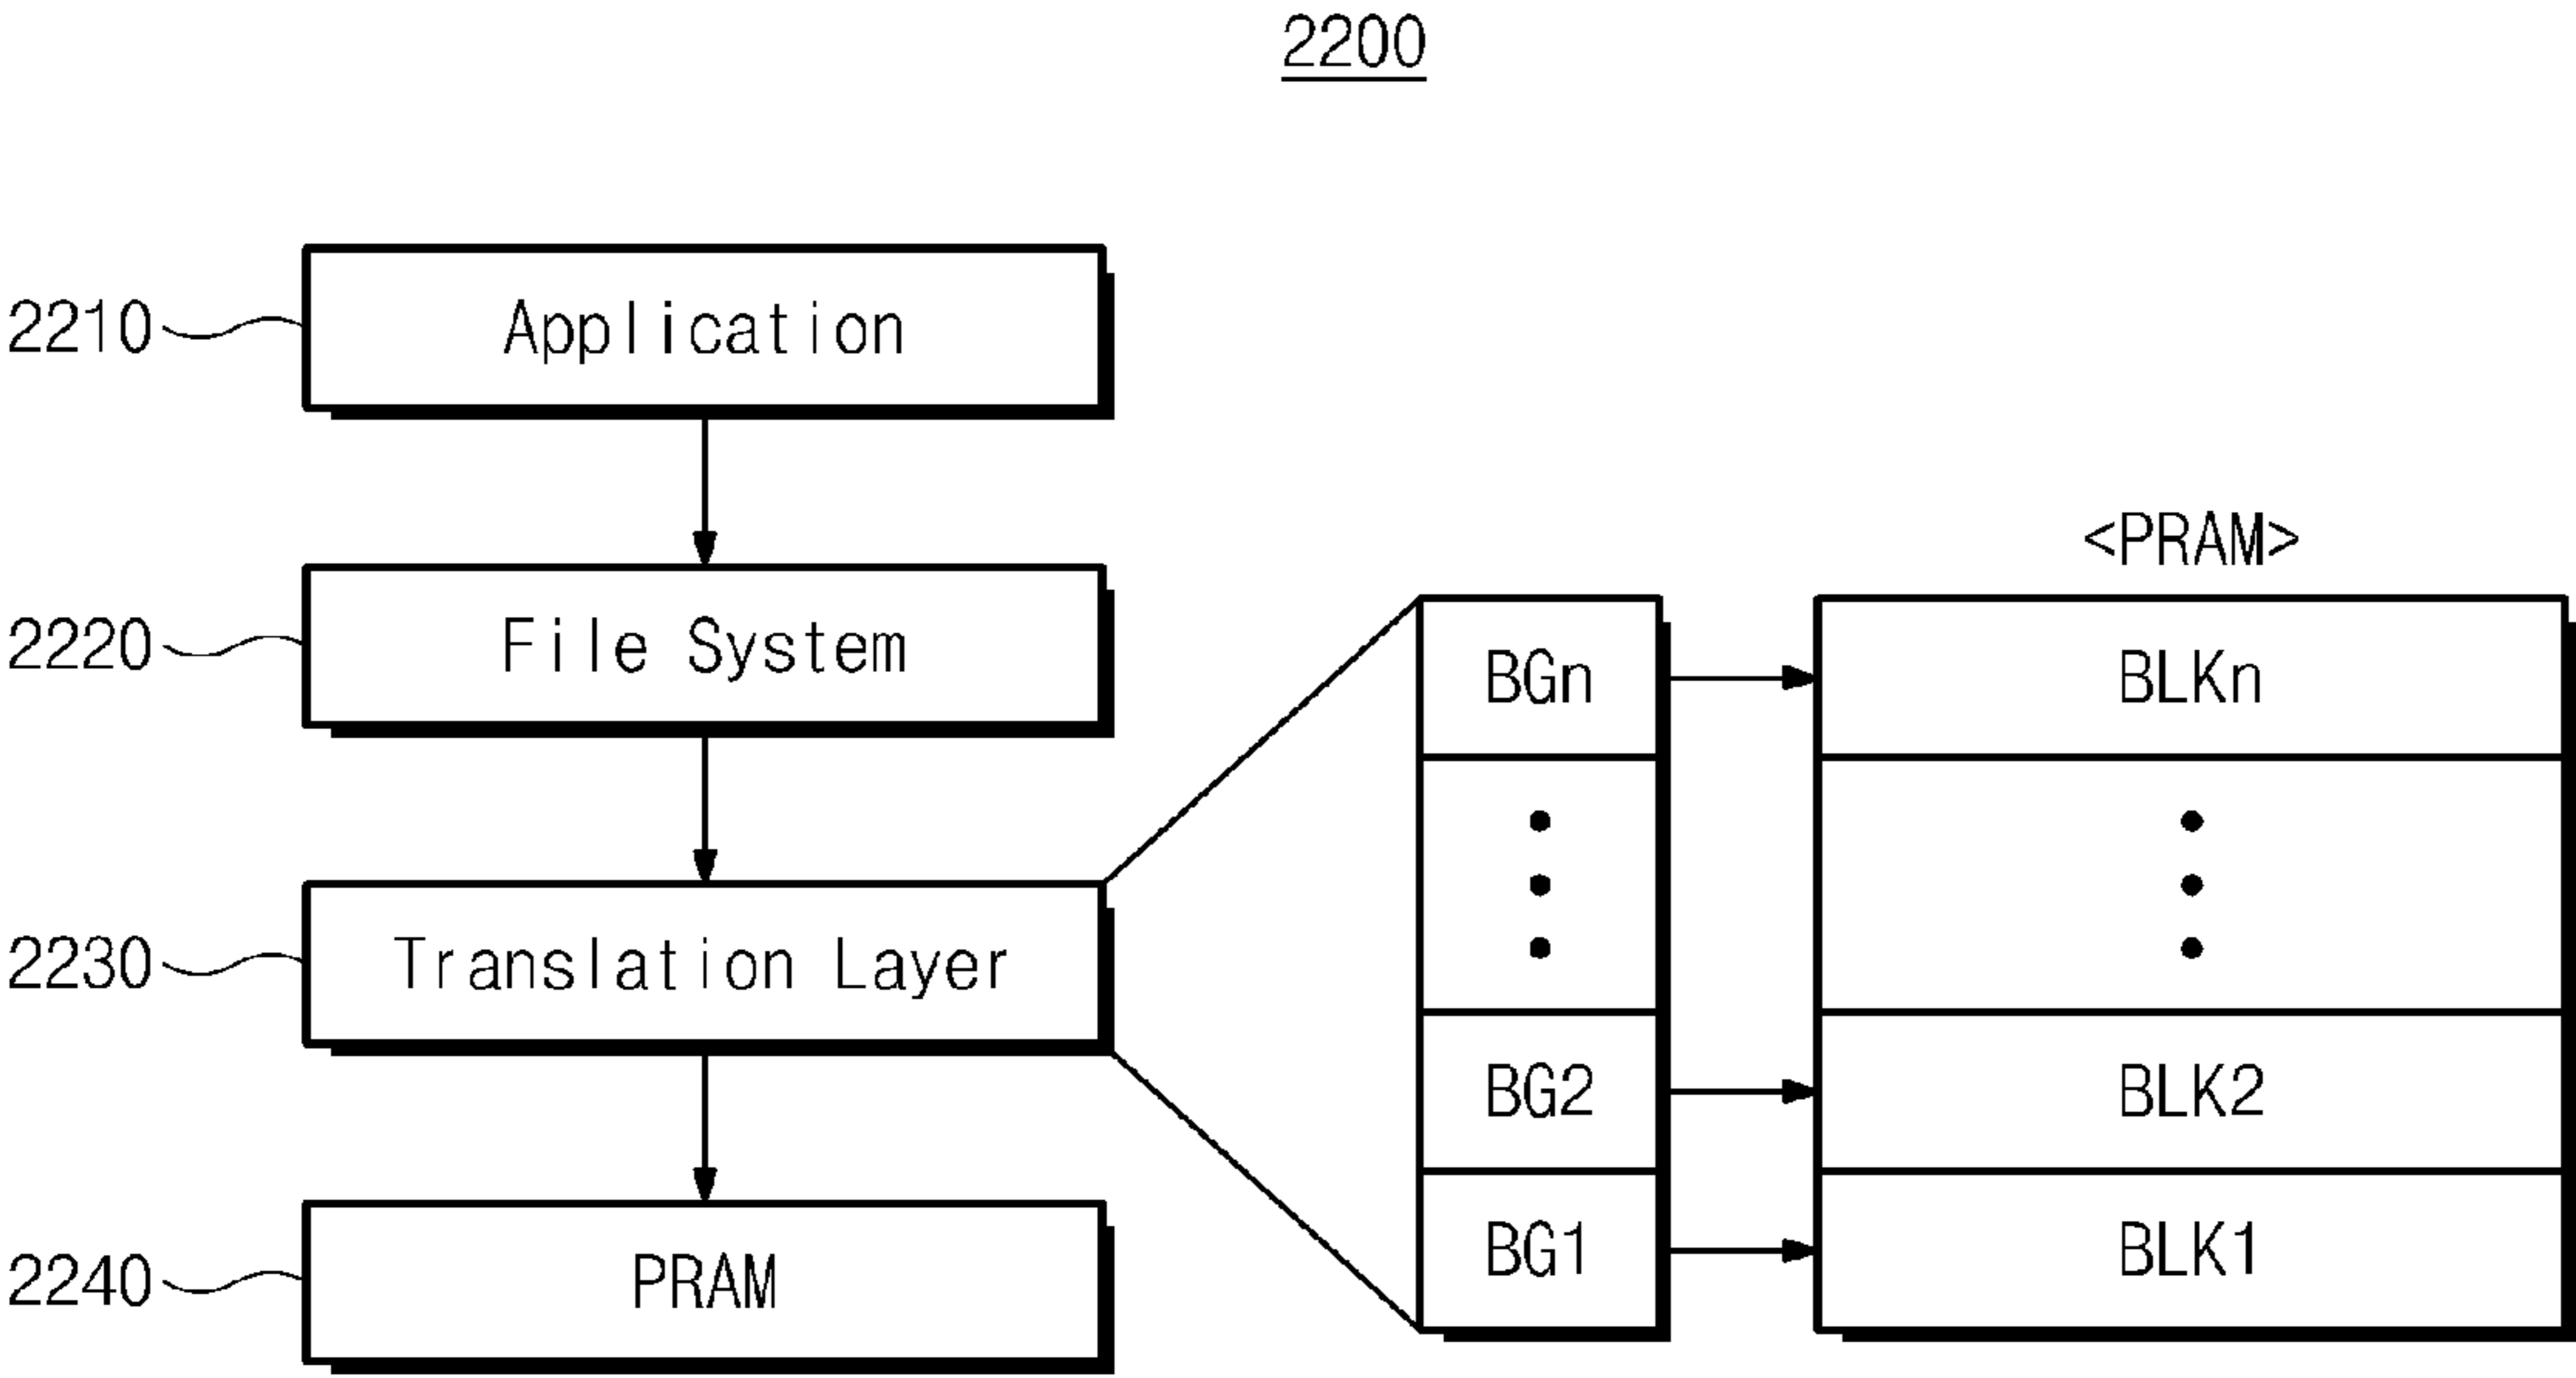 2200
2210 Application
<PRAM>
2220 File System BGn BLKn
2230 Translation Layer
BG2 BLK2
2240 PRAM BG1 BLK1